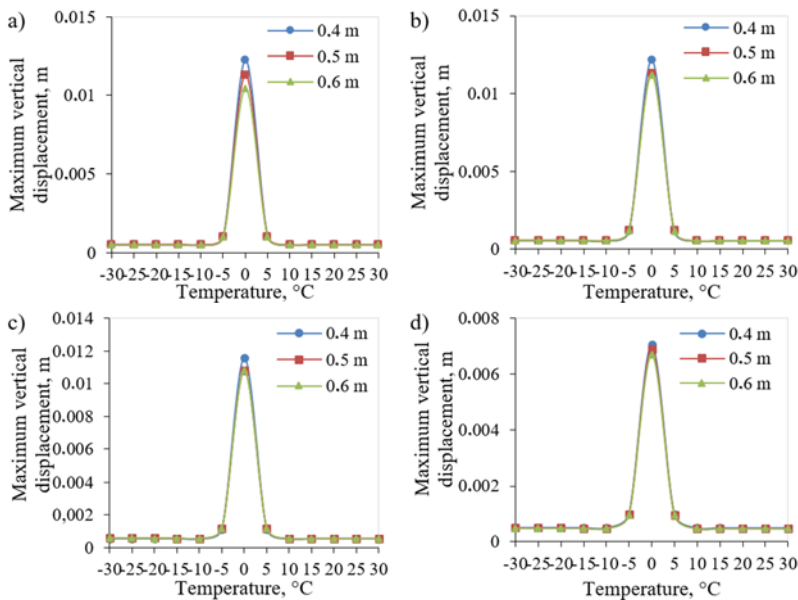 a)
Maximum vertical
displacement, m
0.015
0.01
0.005
0
-30-25-20-15-10 -5 0 5 10 15 20 25 30
Temperature, °C
0.4 m
0.5 m
0.6 m
b)
Maximum vertical
displacement, m
0.015
0.01
0.005
0
-30-25-20-15-10 -5 0 5 10 15 20 25 30
Temperature, °C
0.4 m
0.5 m
0.6 m
c)
Maximum vertical
displacement, m
0.014
0.012
0.01
0.008
0.006
0.004
0,002
0
-30-25-20-15-10 -5 0 5 10 15 20 25 30
Temperature, °C
0.4 m
0.5 m
0.6 m
d)
Maximum vertical
displacement, m
0.008
0.006
0.004
0.002
0
-30-25-20-15-10 -5 0 5 10 15 20 25 30
Temperature, °C
0.4 m
0.5 m
0.6 m